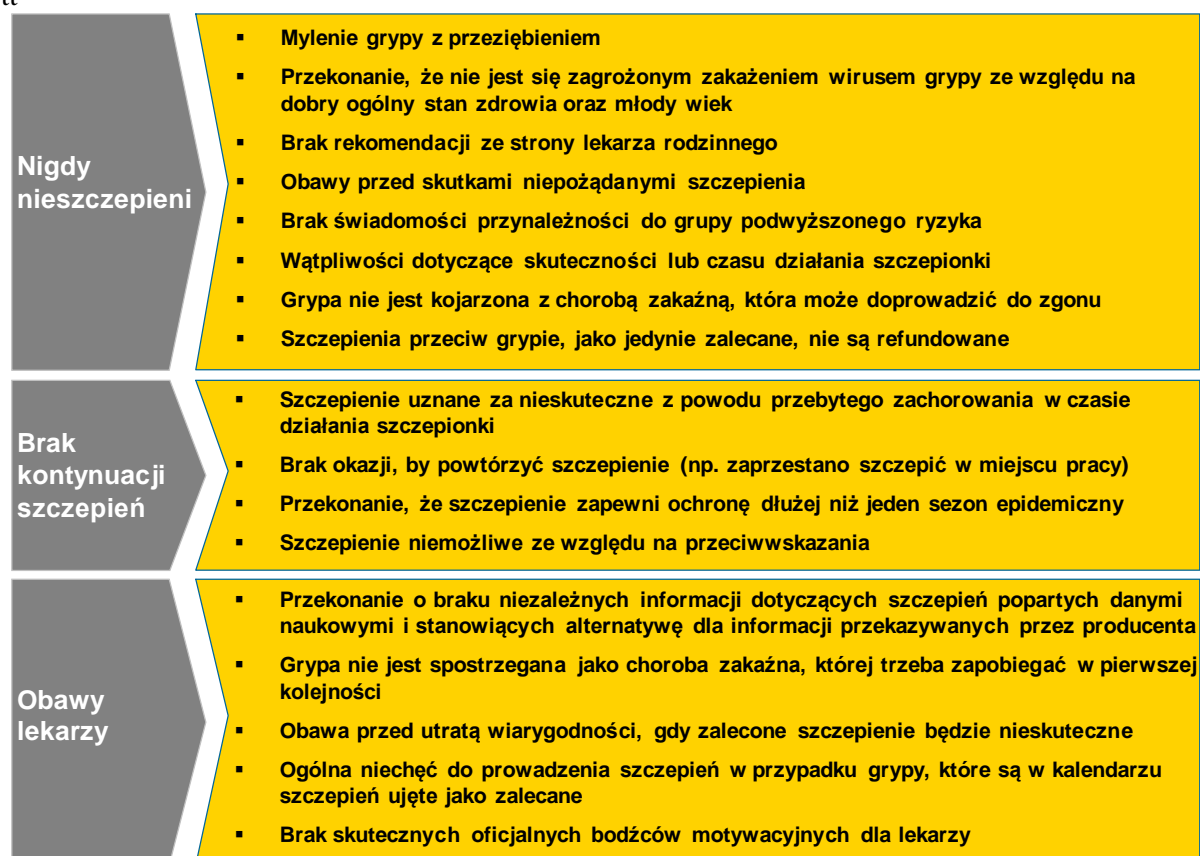 Nigdy
nieszczepieni
▪ Mylenie grypy z przeziębieniem
▪ Przekonanie, że nie jest się zagrożonym zakażeniem wirusem grypy ze względu na
dobry ogólny stan zdrowia oraz młody wiek
▪ Brak rekomendacji ze strony lekarza rodzinnego
▪ Obawy przed skutkami niepożądanymi szczepienia
▪ Brak świadomości przynależności do grupy podwyższonego ryzyka
▪ Wątpliwości dotyczące skuteczności lub czasu działania szczepionki
▪ Grypa nie jest kojarzona z chorobą zakaźną, która może doprowadzić do zgonu
▪ Szczepienia przeciw grypie, jako jedynie zalecane, nie są refundowane
Brak
kontynuacji
szczepień
▪ Szczepienie uznane za nieskuteczne z powodu przebytego zachorowania w czasie
działania szczepionki
▪ Brak okazji, by powtórzyć szczepienie (np. zaprzestano szczepić w miejscu pracy)
▪ Przekonanie, że szczepienie zapewni ochronę dłużej niż jeden sezon epidemiczny
▪ Szczepienie niemożliwe ze względu na przeciwwskazania
Obawy
lekarzy
▪ Przekonanie o braku niezależnych informacji dotyczących szczepień popartych danymi
naukowymi i stanowiących alternatywę dla informacji przekazywanych przez producenta
▪ Grypa nie jest spostrzegana jako choroba zakaźna, której trzeba zapobiegać w pierwszej
kolejności
▪ Obawa przed utratą wiarygodności, gdy zalecone szczepienie będzie nieskuteczne
▪ Ogólna niechęć do prowadzenia szczepień w przypadku grypy, które są w kalendarzu
szczepień ujęte jako zalecane
▪ Brak skutecznych oficjalnych bodźców motywacyjnych dla lekarzy